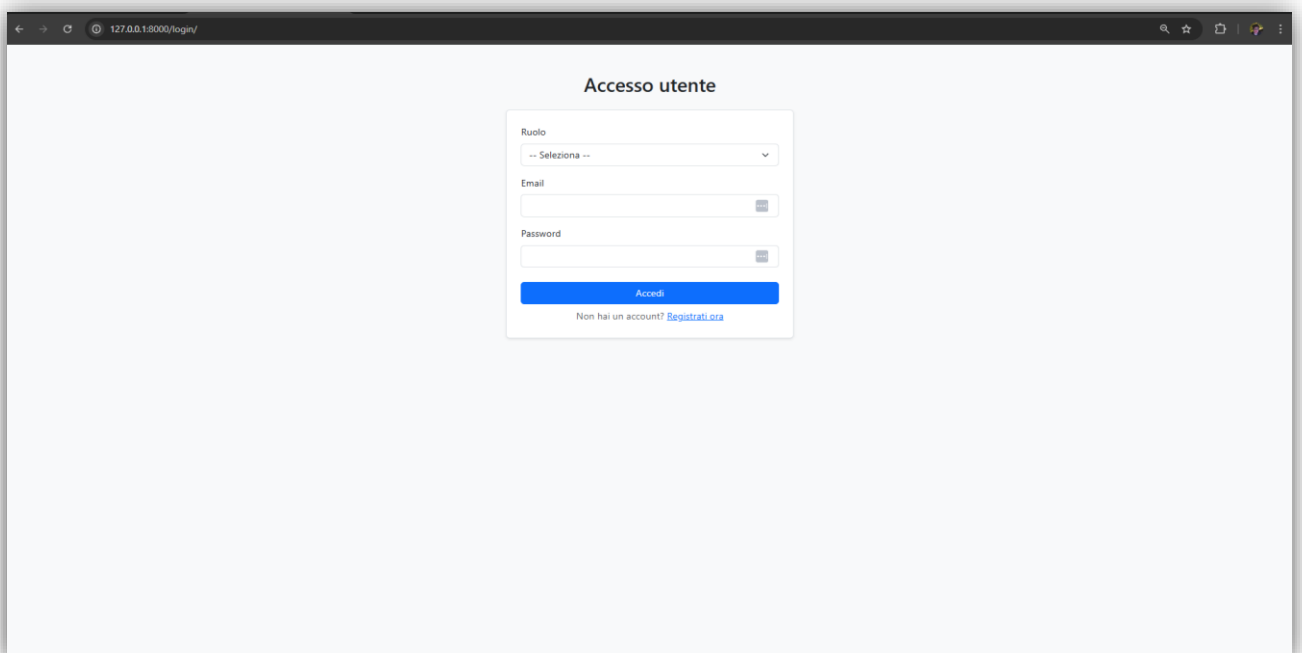 127.0.0.1:8000/login/
Accesso utente
Ruolo
-- Seleziona --
Email
Password
Accedi
Non hai un account? Registrati ora